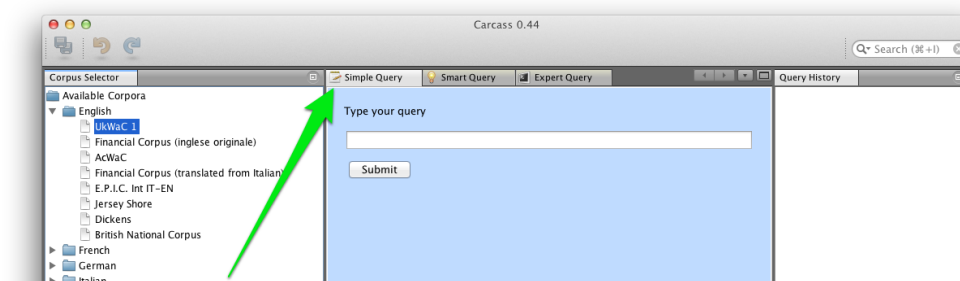 Carcass 0.44
Search (⌘+I)
Corpus Selector
Simple Query
Smart Query
Expert Query
Query History
Available Corpora
English
UkWaC 1
Financial Corpus (inglese originale)
AcWaC
Financial Corpus (translated from Italian)
E.P.I.C. Int IT-EN
Jersey Shore
Dickens
British National Corpus
French
German
Italian
Type your query
Submit